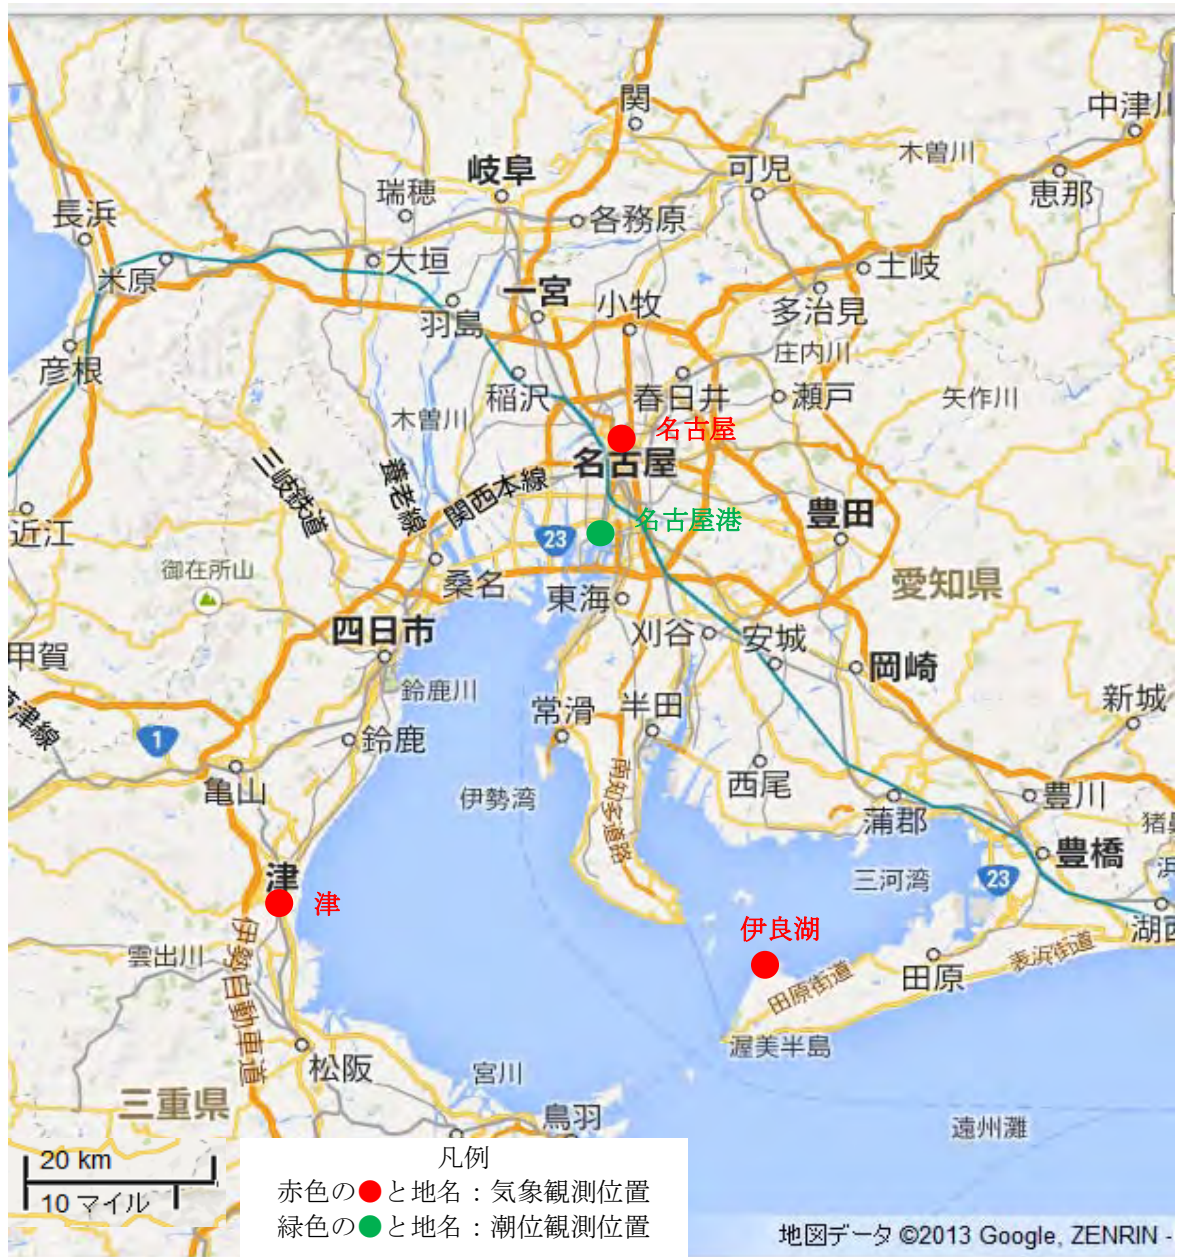 関
中津川
木曽川
可児
恵那
岐阜
瑞穂
各務原
長浜
大垣
土岐
米原
一宮
小牧
多治見
羽島
庄内川
彦根
稲沢
春日井
瀬戸
矢作川
木曽川
名古屋
名古屋
三岐鉄道
養老線
関西本線
豊田
近江
23
名古屋港
御在所山
桑名
東海
愛知県
四日市
刈谷
安城
甲賀
岡崎
鈴鹿川
常滑
半田
新城
草津線
1
鈴鹿
南知多道路
西尾
亀山
伊勢湾
豊川
蒲郡
豊橋
津
三河湾
23
津
伊良湖
湖西
雲出川
伊勢自動車道
田原
表浜街道
田原街道
渥美半島
松阪
宮川
三重県
鳥羽
遠州灘
20 km
10 マイル
凡例
赤色の●と地名：気象観測位置
緑色の●と地名：潮位観測位置
地図データ ©2013 Google, ZENRIN -